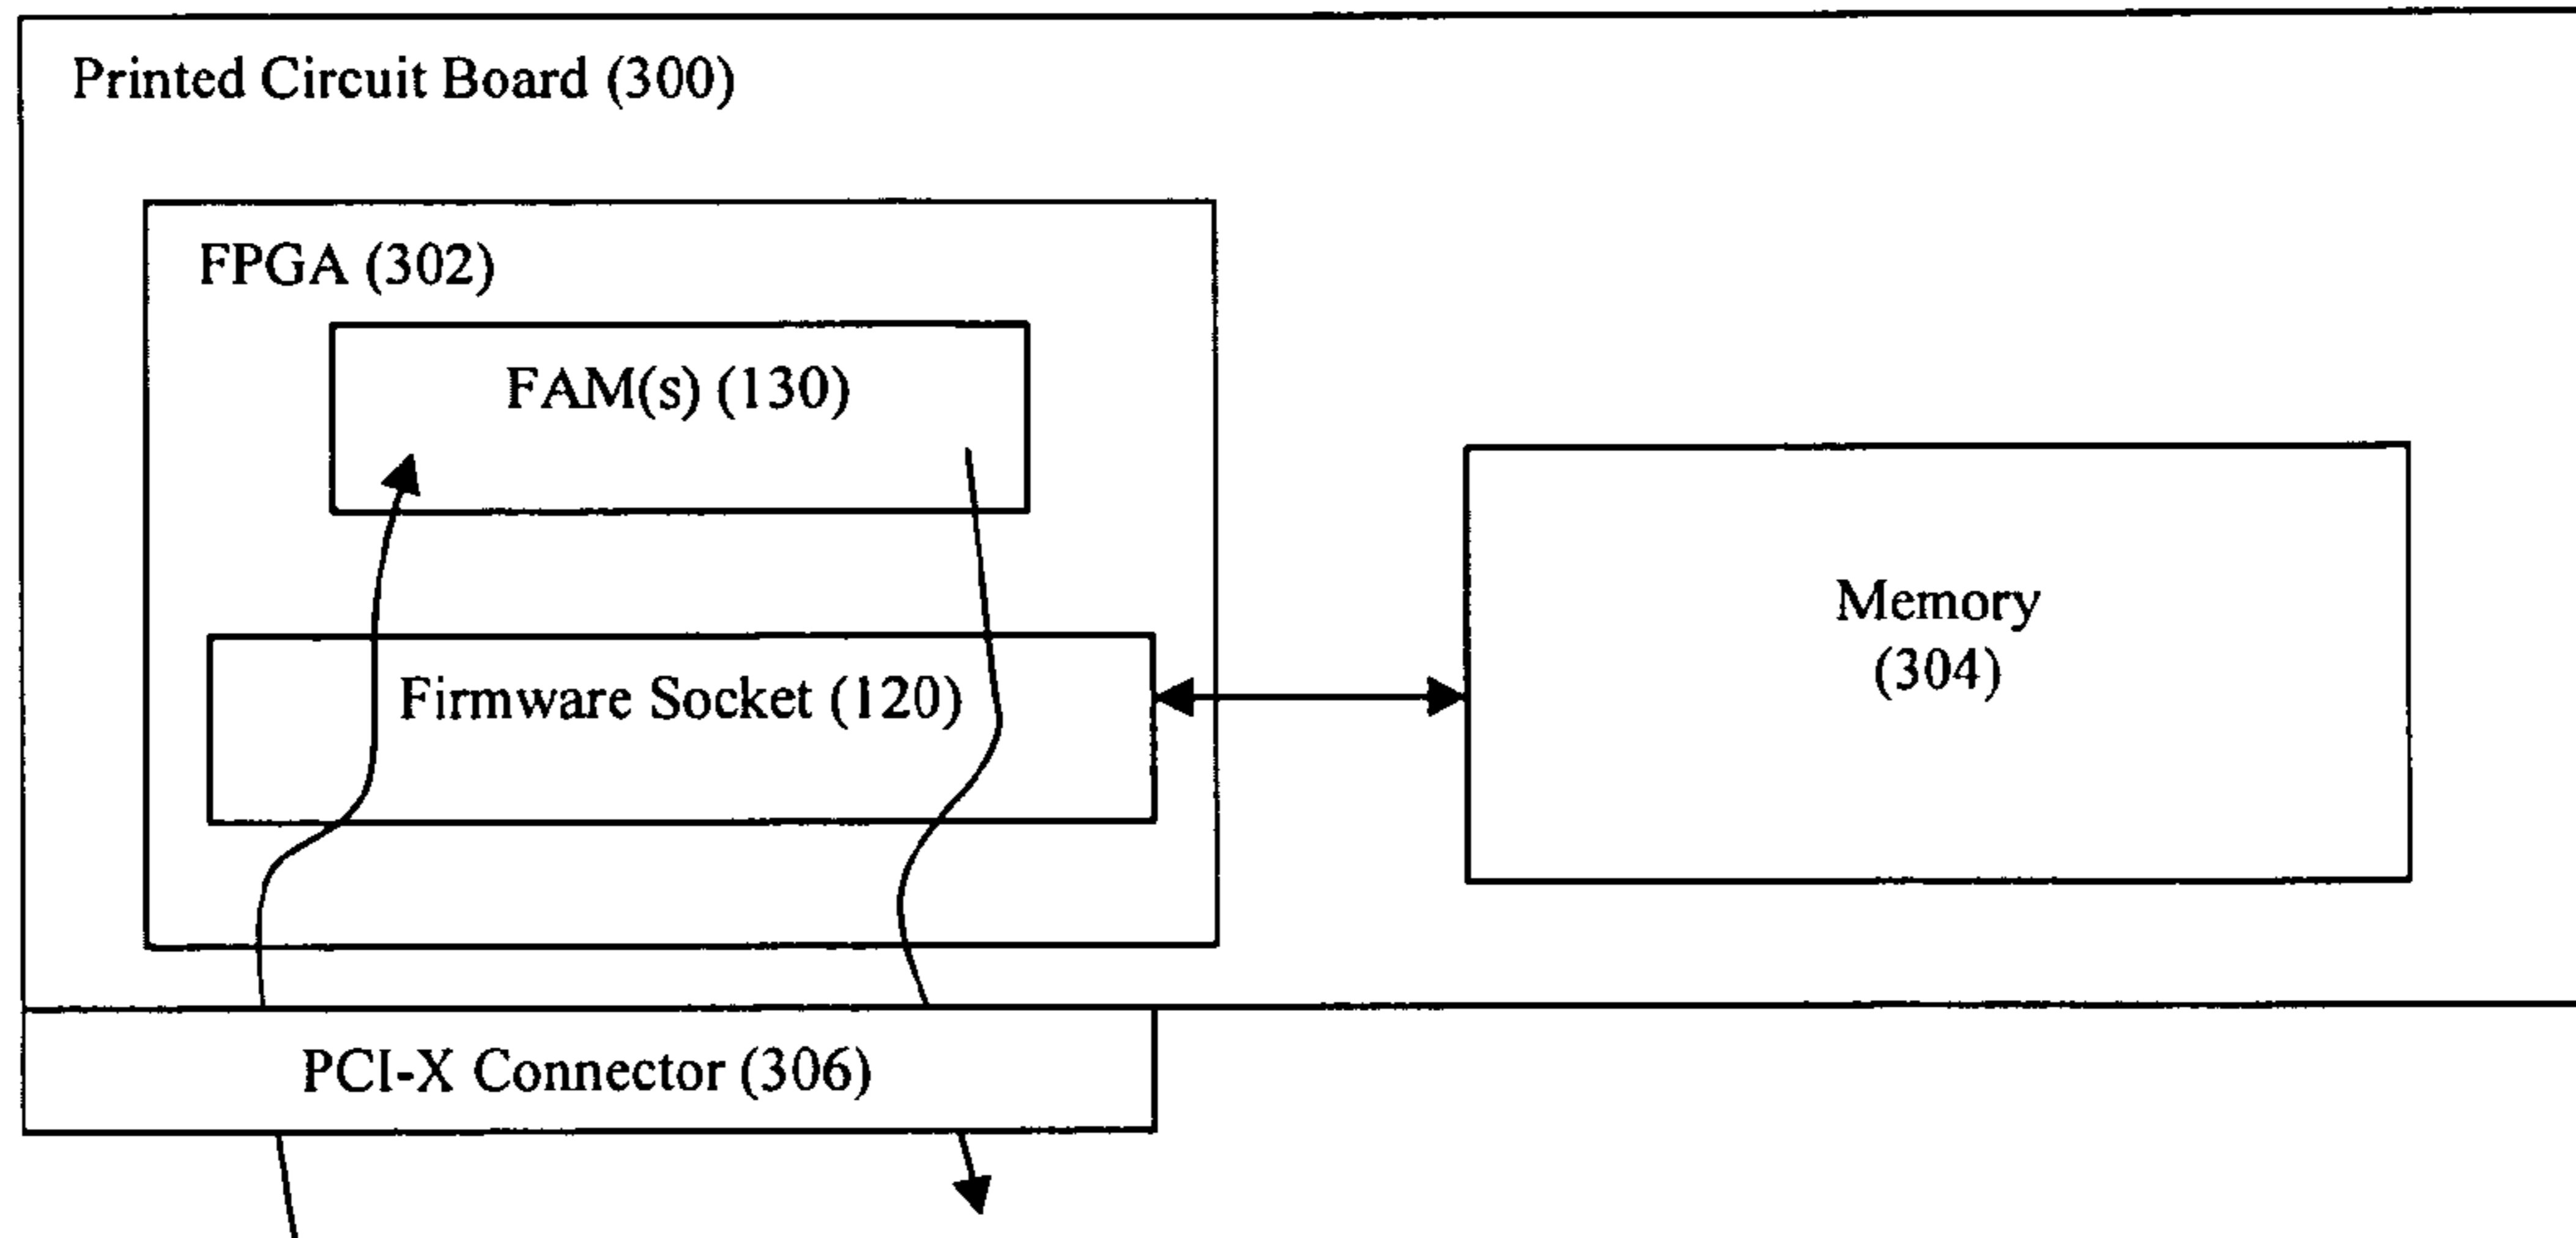 Printed Circuit Board (300)
FPGA (302)
FAM(s) (130)
Firmware Socket (120)
Memory
(304)
PCI-X Connector (306)